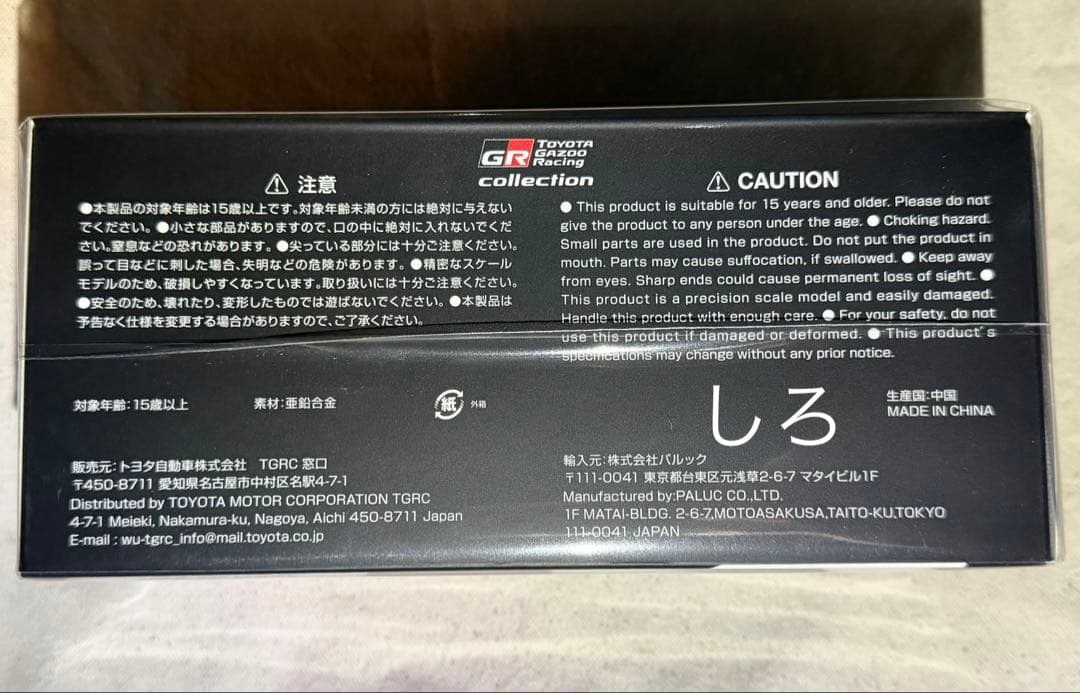 GR TOYOTA
GAZOO
Racing
collection
注意
●本製品の対象年齢は15歳以上です。対象年齢未満の方には絶対に与えない
でください。●小さな部品がありますので、口の中に絶対に入れないでくだ
さい。窒息などの恐れがあります。●尖っている部分には十分ご注意ください。
誤って目などに刺した場合、失明などの危険があります。●精密なスケール
モデルのため、破損しやすくなっています。取り扱いには十分ご注意ください。
●安全のため、壊れたり、変形したものでは遊ばないでください。●本製品は
予告なく仕様を変更する場合がありますので、ご了承ください。
CAUTION
● This product is suitable for 15 years and older. Please do not
give the product to any person under the age. ● Choking hazard.
Small parts are used in the product. Do not put the product in
mouth. Parts may cause suffocation, if swallowed. ● Keep away
from eyes. Sharp ends could cause permanent loss of sight. ●
This product is a precision scale model and easily damaged.
Handle this product with enough care. ● For your safety, do not
use this product if damaged or deformed. ● This product's
specifications may change without any prior notice.
対象年齢:15歳以上
素材:亜鉛合金
紙 外箱
しろ
生産国:中国
MADE IN CHINA
販売元:トヨタ自動車株式会社 TGRC 窓口
〒450-8711 愛知県名古屋市中村区名駅4-7-1
Distributed by TOYOTA MOTOR CORPORATION TGRC
4-7-1 Meieki, Nakamura-ku, Nagoya, Aichi 450-8711 Japan
E-mail : wu-tgrc_info@mail.toyota.co.jp
輸入元:株式会社パルック
〒111-0041 東京都台東区元浅草2-6-7 マタイビル1F
Manufactured by:PALUC CO.,LTD.
1F MATAI-BLDG. 2-6-7,MOTOASAKUSA,TAITO-KU,TOKYO
111-0041 JAPAN